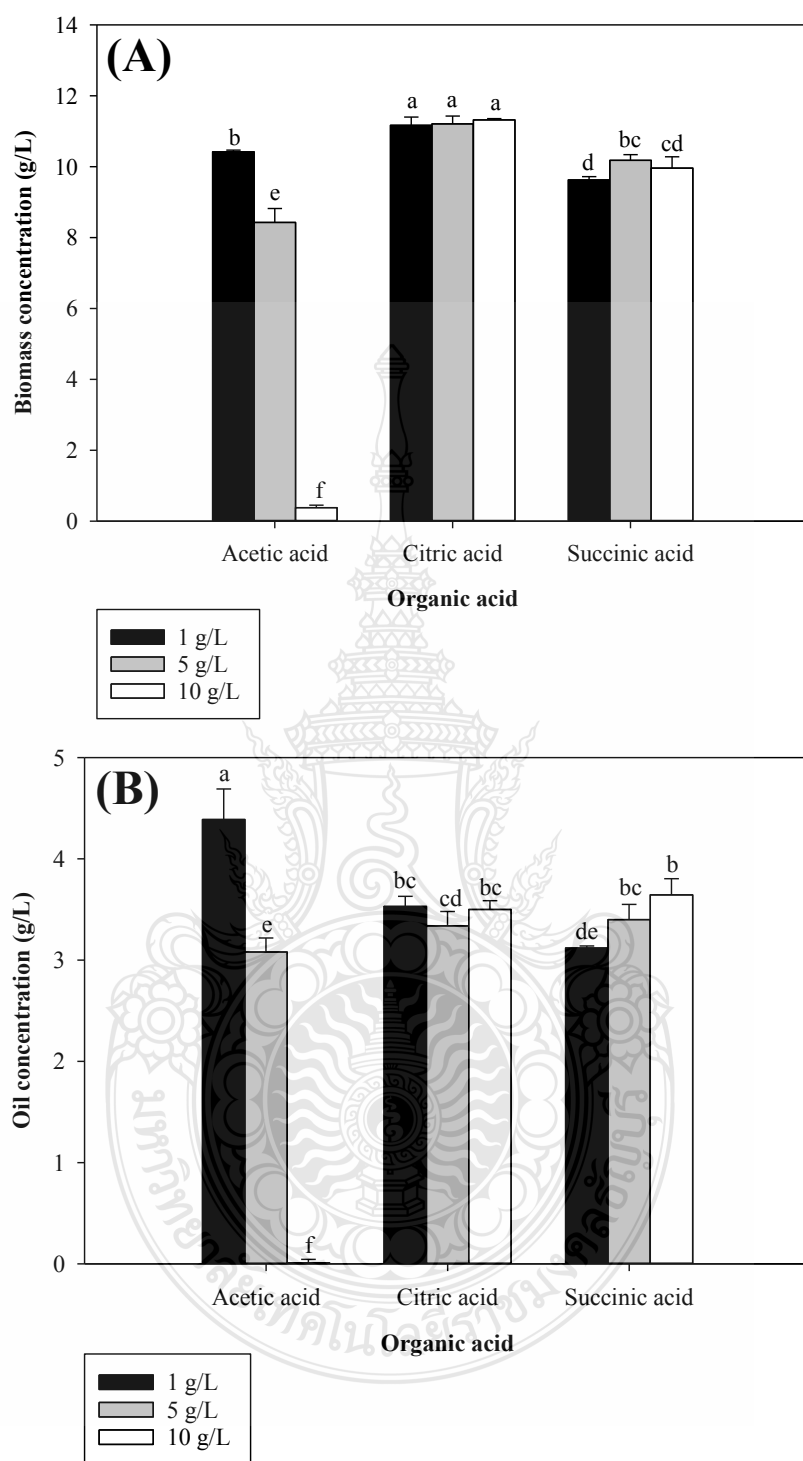 (A)
14
12
10
8
6
4
2
0
Biomass concentration (g/L)
b
e
f
a
a
a
d
bc
cd
Acetic acid
Citric acid
Succinic acid
Organic acid
1 g/L
5 g/L
10 g/L
(B)
5
4
3
2
1
0
Oil concentration (g/L)
a
e
f
bc
cd
bc
de
bc
b
Acetic acid
Citric acid
Succinic acid
Organic acid
1 g/L
5 g/L
10 g/L